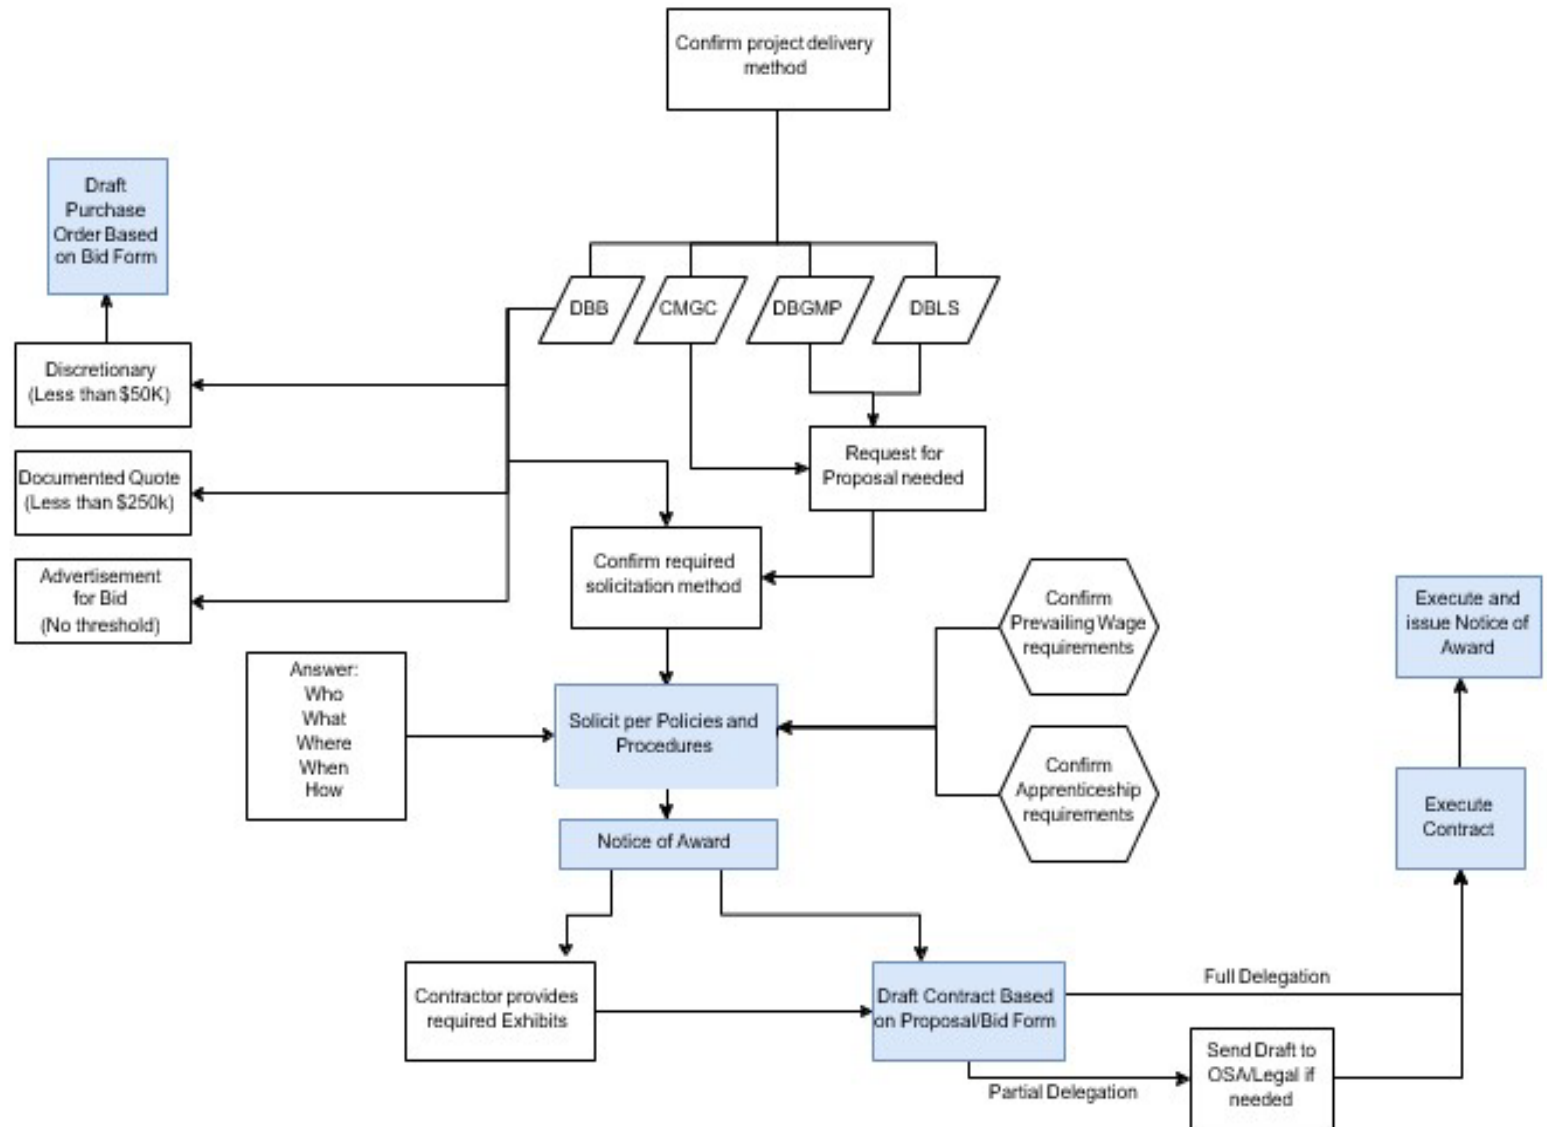 Confirm project delivery
method
Draft
Purchase
Order Based
on Bid Form
DBB
CMGC
DBGMP
DBLS
Discretionary
(Less than $50K)
Documented Quote
(Less than $250k)
Advertisement
for Bid
(No threshold)
Request for
Proposal needed
Confirm required
solicitation method
Confirm
Prevailing Wage
requirements
Execute and
issue Notice of
Award
Answer:
Who
What
Where
When
How
Solicit per Policies and
Procedures
Confirm
Apprenticeship
requirements
Execute
Contract
Notice of Award
Contractor provides
required Exhibits
Draft Contract Based
on Proposal/Bid Form
Full Delegation
Partial Delegation
Send Draft to
OSA/Legal if
needed